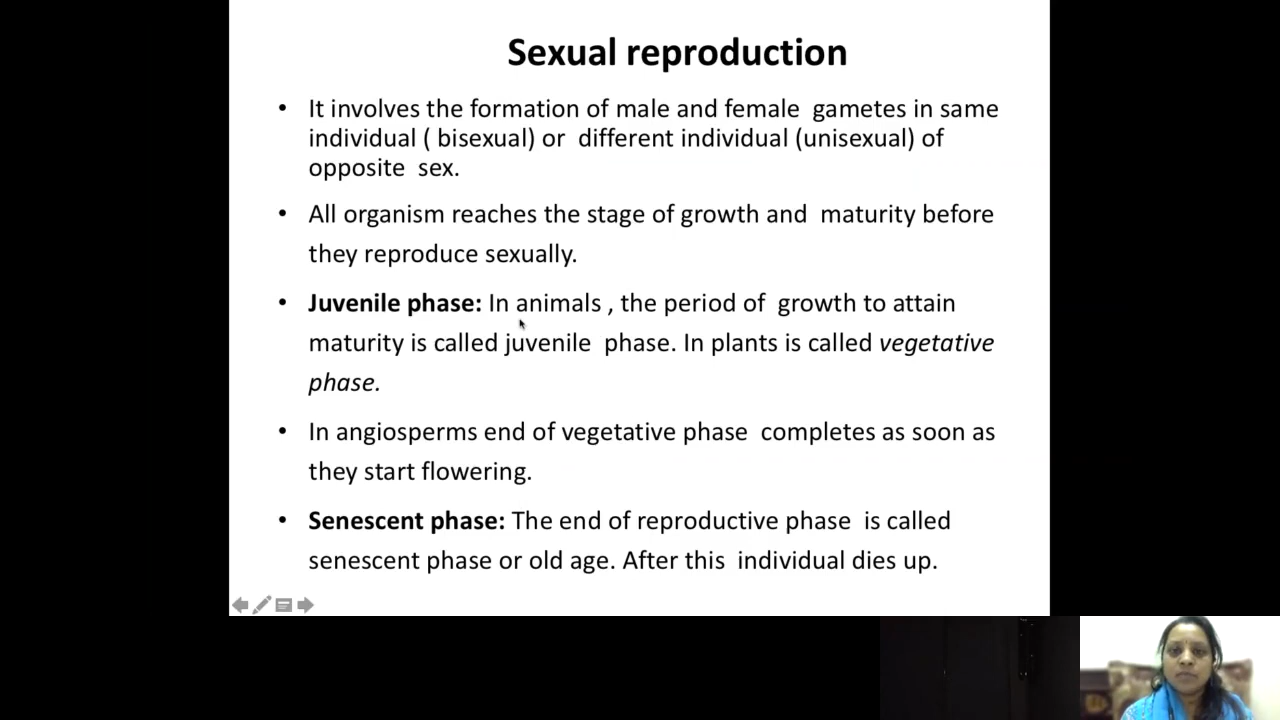 Sexual reproduction
• It involves the formation of male and female gametes in same
individual ( bisexual) or different individual (unisexual) of
opposite sex.
• All organism reaches the stage of growth and maturity before
they reproduce sexually.
• Juvenile phase: In animals , the period of growth to attain
maturity is called juvenile phase. In plants is called vegetative
phase.
• In angiosperms end of vegetative phase completes as soon as
they start flowering.
• Senescent phase: The end of reproductive phase is called
senescent phase or old age. After this individual dies up.